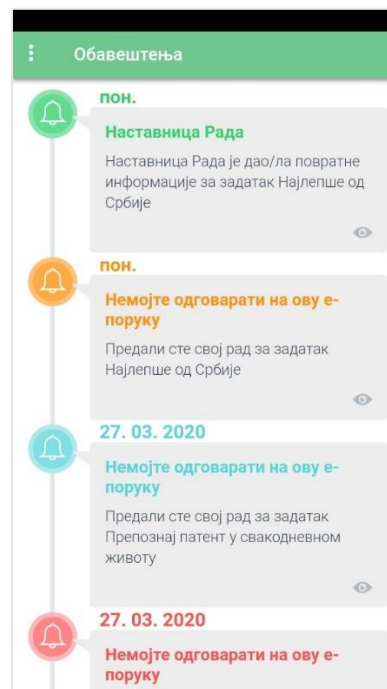 Обавештења
пон.
Наставница Рада
Наставница Рада је дао/ла повратне
информације за задатак Најлепше од
Србије
пон.
Немојте одговарати на ову е-
поруку
Предали сте свој рад за задатак
Најлепше од Србије
27. 03. 2020
Немојте одговарати на ову е-
поруку
Предали сте свој рад за задатак
Препознај патент у свакодневном
животу
27. 03. 2020
Немојте одговарати на ову е-
поруку